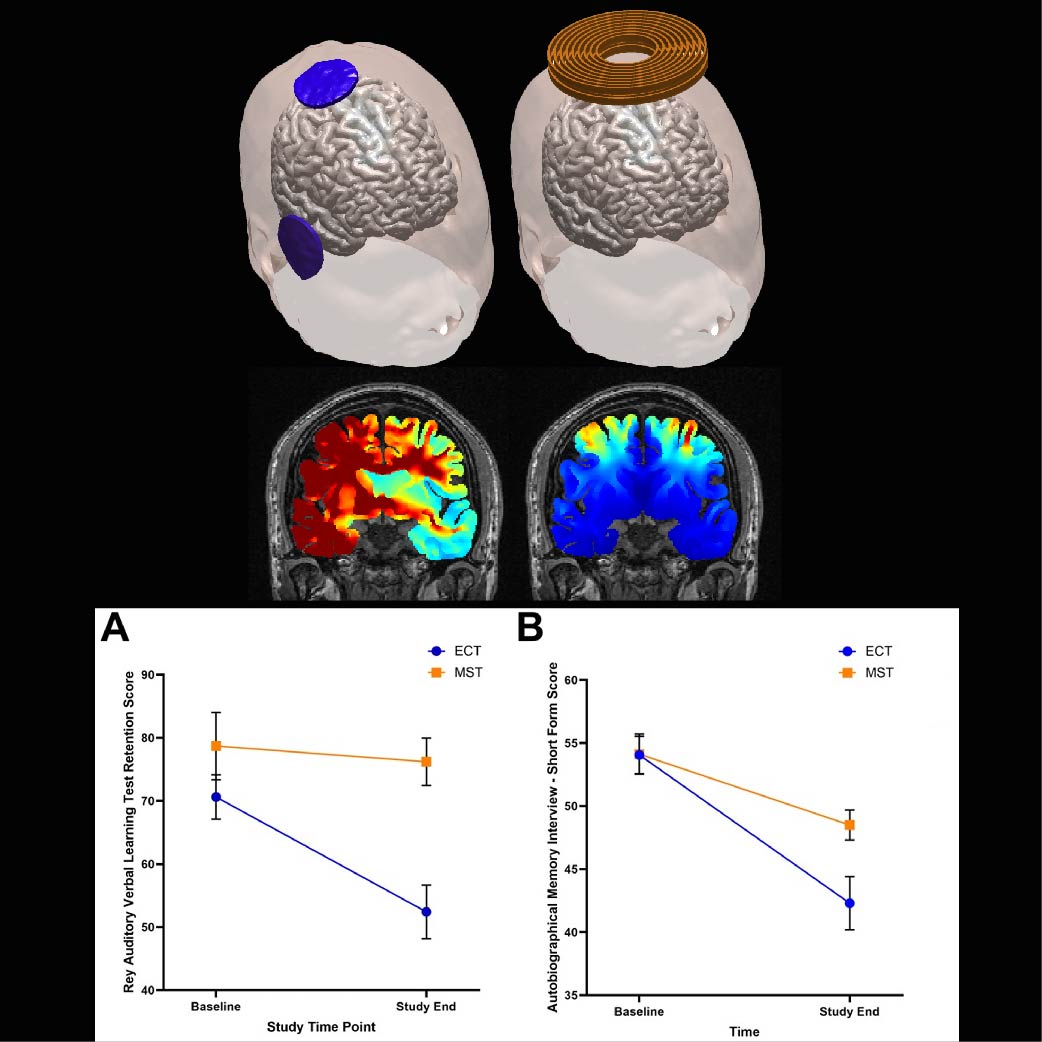 A
ECT
MST
Rey Auditory Verbal Learning Test Retention Score
90
80
70
60
50
40
Baseline
Study End
Study Time Point
B
ECT
MST
Autobiographical Memory Interview - Short Form Score
60
55
50
45
40
35
Baseline
Study End
Time